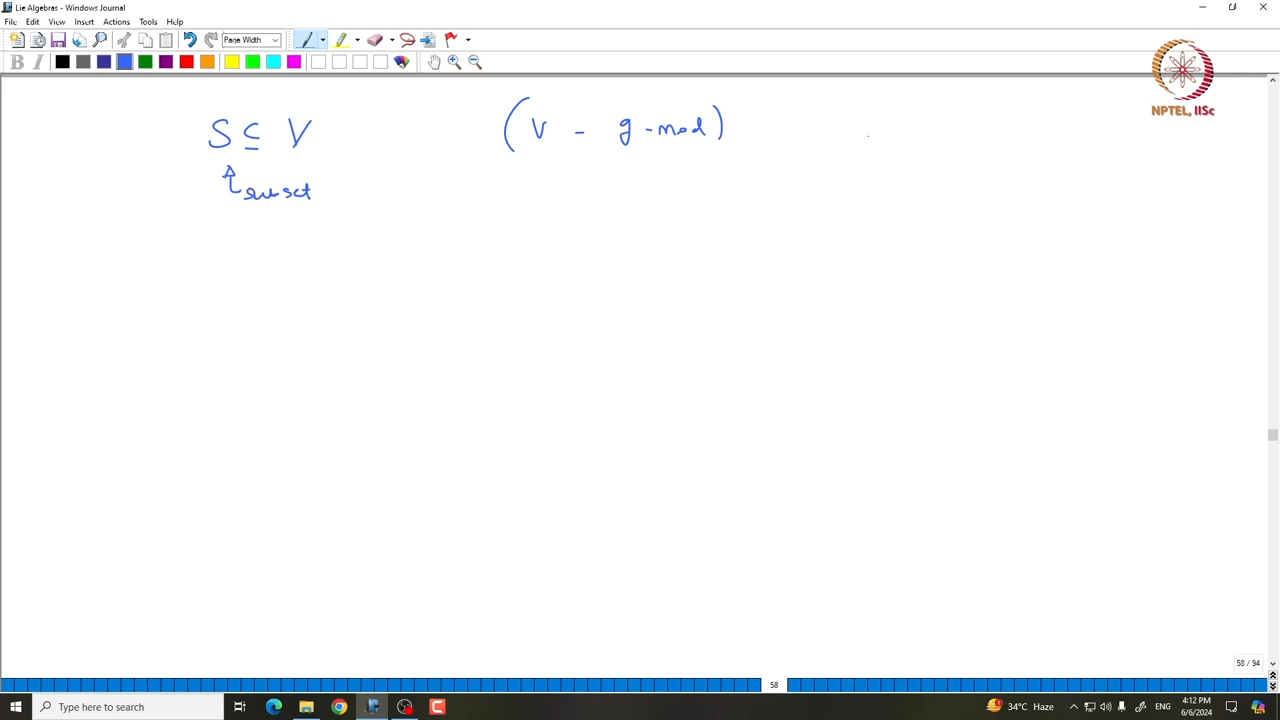 Lie Algebras - Windows Journal
File Edit View Insert Actions Tools Help
Page Width
B I
NPTEL, IISc
S ⊆ V (V - g-mod)
subset
58 / 94
58
Type here to search
34°C Haze
ENG
4:12 PM
6/6/2024